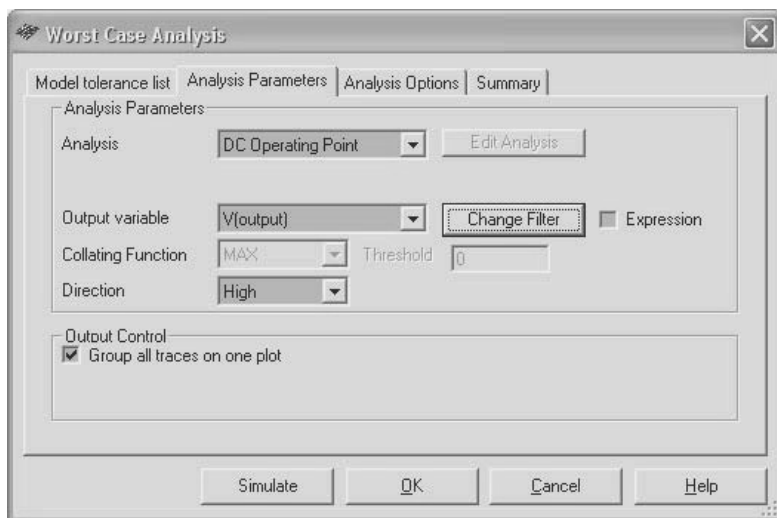 Worst Case Analysis
Model tolerance list Analysis Parameters Analysis Options Summary
Analysis Parameters
Analysis DC Operating Point Edit Analysis
Output variable V(output) Change Filter Expression
Collating Function MAX Threshold 0
Direction High
Output Control
Group all traces on one plot
Simulate OK Cancel Help